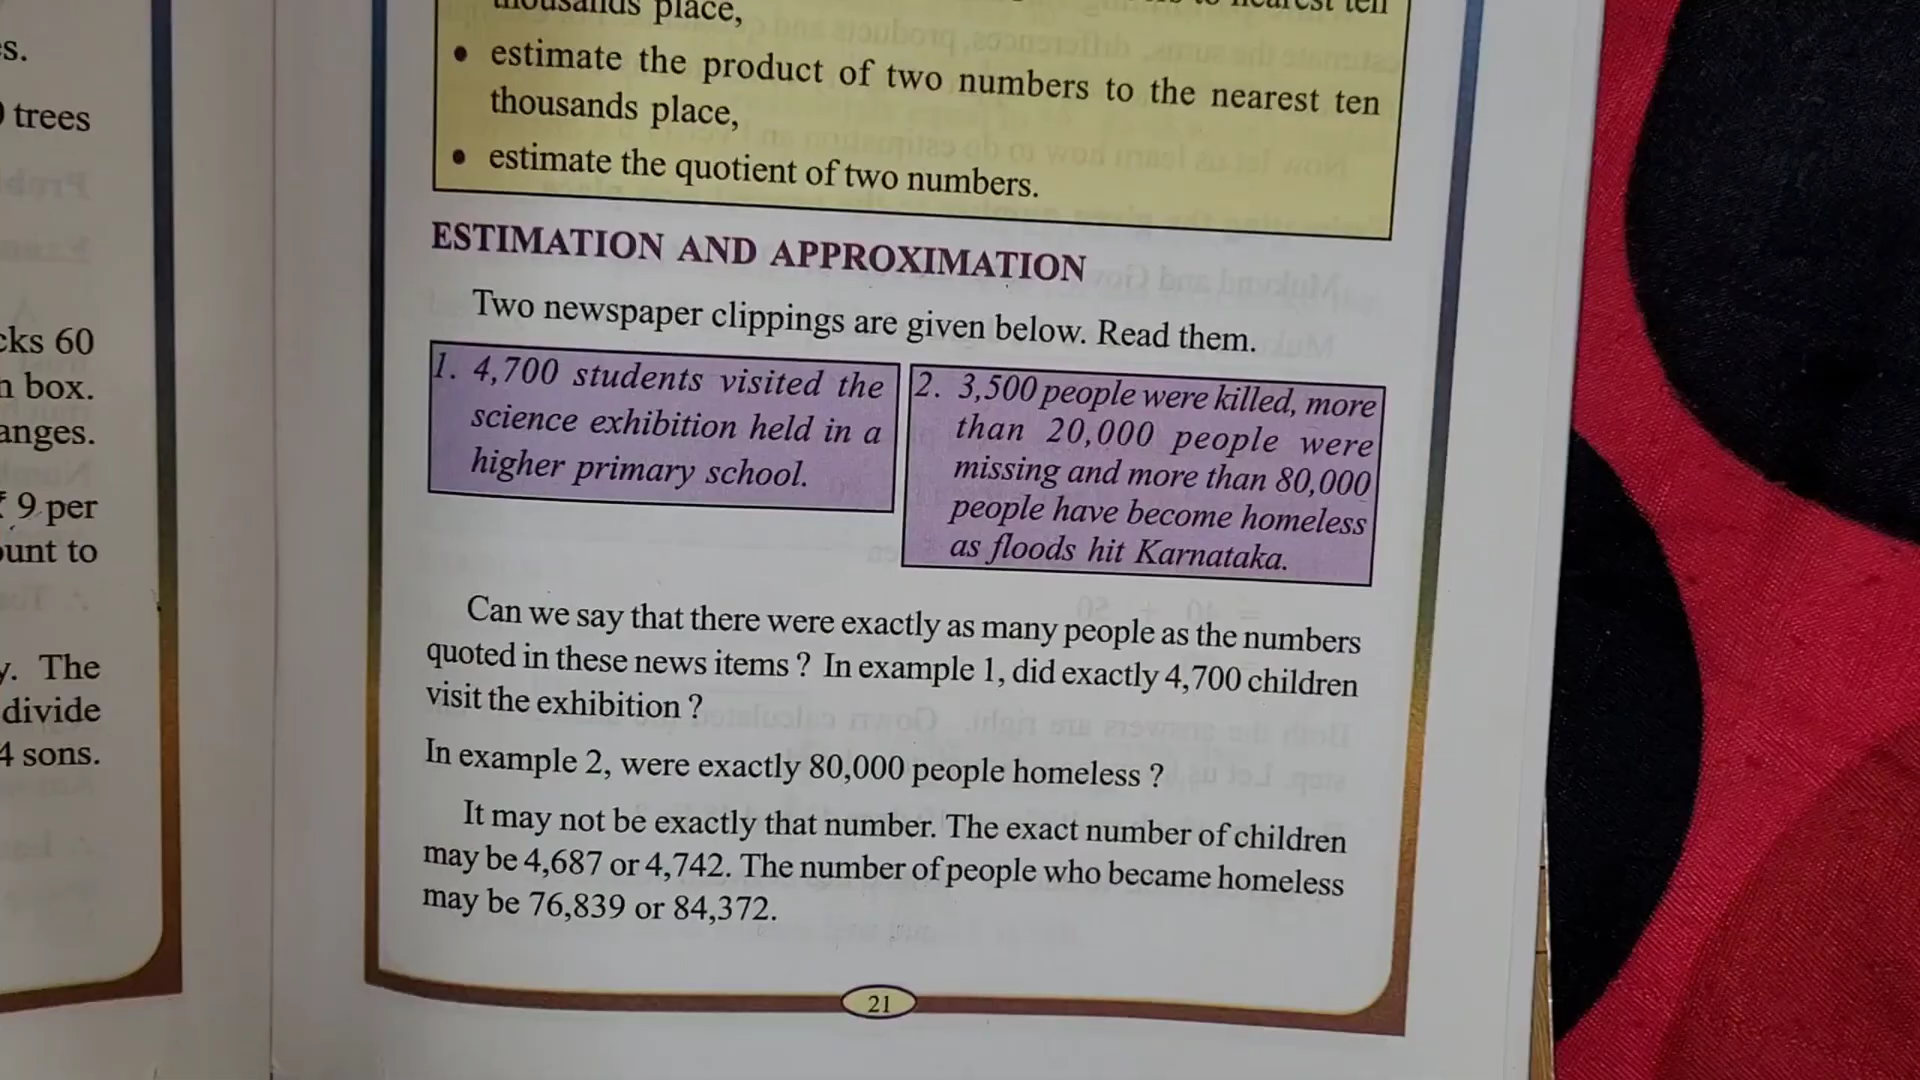 s.
trees
cks 60
n box.
anges.
₹ 9 per
ount to
y. The
divide
4 sons.
thousands place,
• estimate the product of two numbers to the nearest ten
thousands place,
• estimate the quotient of two numbers.
ESTIMATION AND APPROXIMATION
Two newspaper clippings are given below. Read them.
1. 4,700 students visited the
science exhibition held in a
higher primary school.
2. 3,500 people were killed, more
than 20,000 people were
missing and more than 80,000
people have become homeless
as floods hit Karnataka.
Can we say that there were exactly as many people as the numbers
quoted in these news items ? In example 1, did exactly 4,700 children
visit the exhibition ?
In example 2, were exactly 80,000 people homeless ?
It may not be exactly that number. The exact number of children
may be 4,687 or 4,742. The number of people who became homeless
may be 76,839 or 84,372.
21